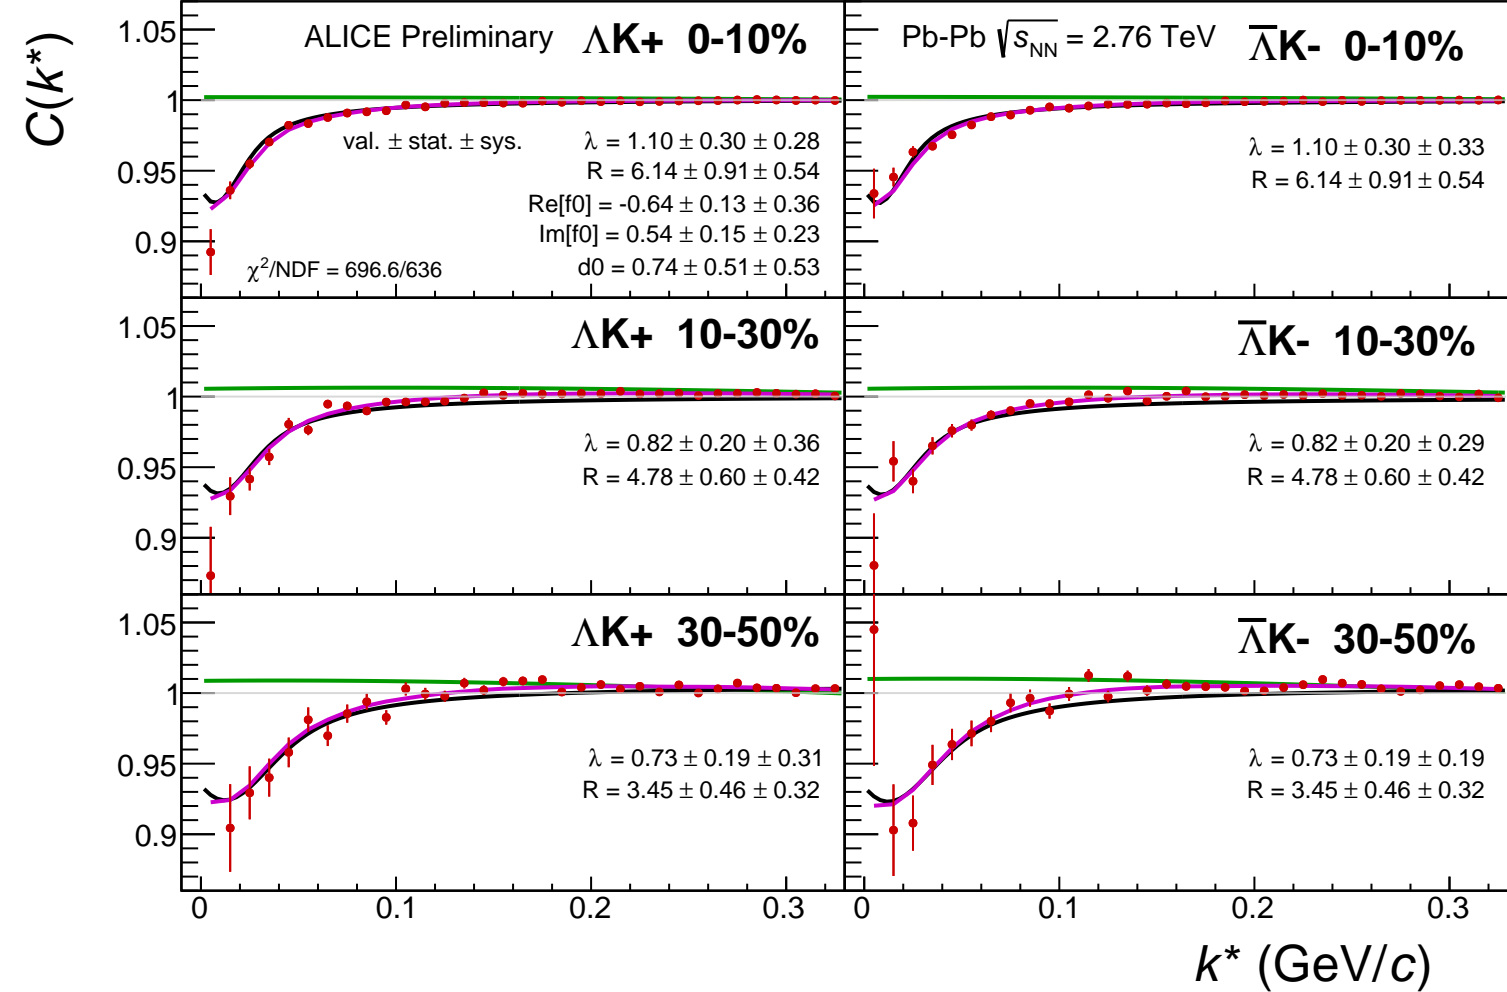 C(k*)
1.05
1
0.95
0.9
ALICE Preliminary ΛK+ 0-10%
val. ± stat. ± sys.
λ = 1.10 ± 0.30 ± 0.28
R = 6.14 ± 0.91 ± 0.54
Re[f0] = -0.64 ± 0.13 ± 0.36
Im[f0] = 0.54 ± 0.15 ± 0.23
d0 = 0.74 ± 0.51 ± 0.53
χ²/NDF = 696.6/636
Pb-Pb √sNN = 2.76 TeV Λ̅K- 0-10%
λ = 1.10 ± 0.30 ± 0.33
R = 6.14 ± 0.91 ± 0.54
1.05
1
0.95
0.9
ΛK+ 10-30%
λ = 0.82 ± 0.20 ± 0.36
R = 4.78 ± 0.60 ± 0.42
Λ̅K- 10-30%
λ = 0.82 ± 0.20 ± 0.29
R = 4.78 ± 0.60 ± 0.42
1.05
1
0.95
0.9
ΛK+ 30-50%
λ = 0.73 ± 0.19 ± 0.31
R = 3.45 ± 0.46 ± 0.32
Λ̅K- 30-50%
λ = 0.73 ± 0.19 ± 0.19
R = 3.45 ± 0.46 ± 0.32
0 0.1 0.2 0.3 0 0.1 0.2 0.3
k* (GeV/c)